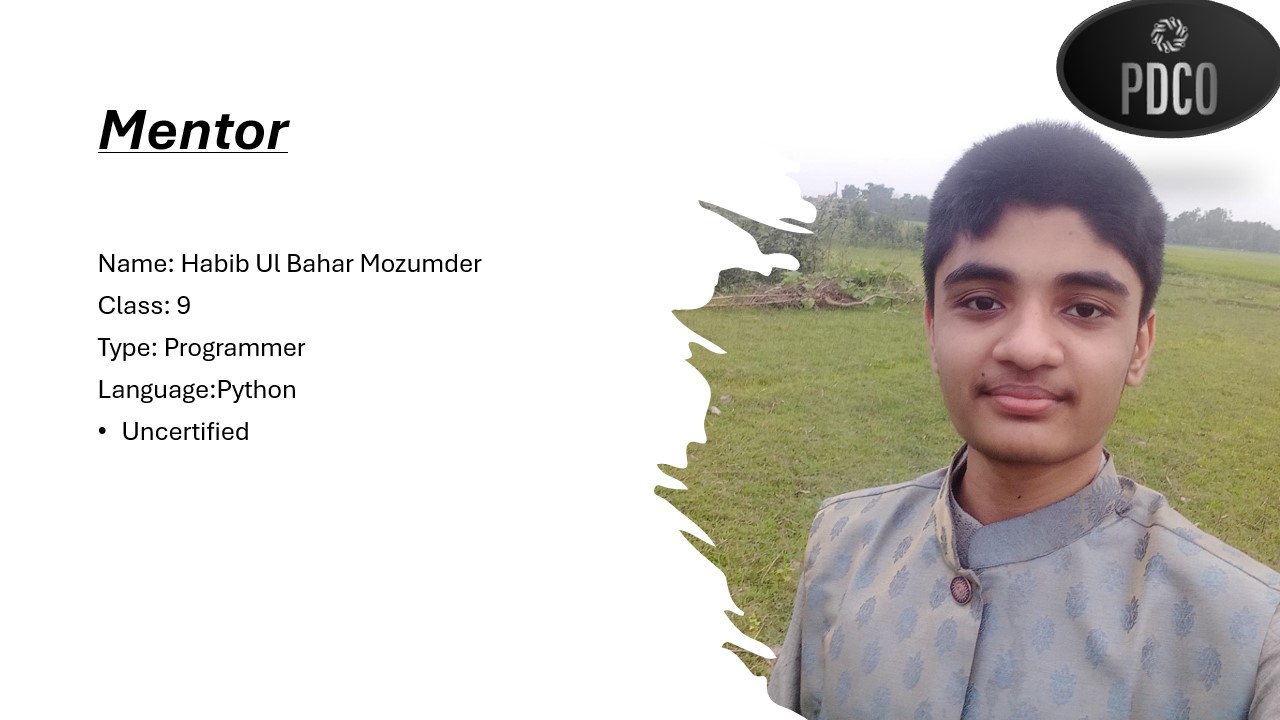 PDCO
Mentor
Name: Habib Ul Bahar Mozumder
Class: 9
Type: Programmer
Language:Python
• Uncertified